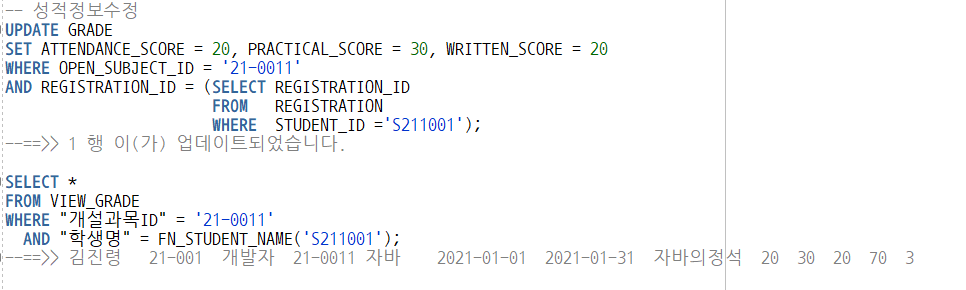 -- 성적정보수정
UPDATE GRADE
SET ATTENDANCE_SCORE = 20, PRACTICAL_SCORE = 30, WRITTEN_SCORE = 20
WHERE OPEN_SUBJECT_ID = '21-0011'
AND REGISTRATION_ID = (SELECT REGISTRATION_ID
FROM REGISTRATION
WHERE STUDENT_ID ='S211001');
--==>> 1 행 이(가) 업데이트되었습니다.
SELECT *
FROM VIEW_GRADE
WHERE "개설과목ID" = '21-0011'
AND "학생명" = FN_STUDENT_NAME('S211001');
--==>> 김진령 21-001 개발자 21-0011 자바 2021-01-01 2021-01-31 자바의정석 20 30 20 70 3